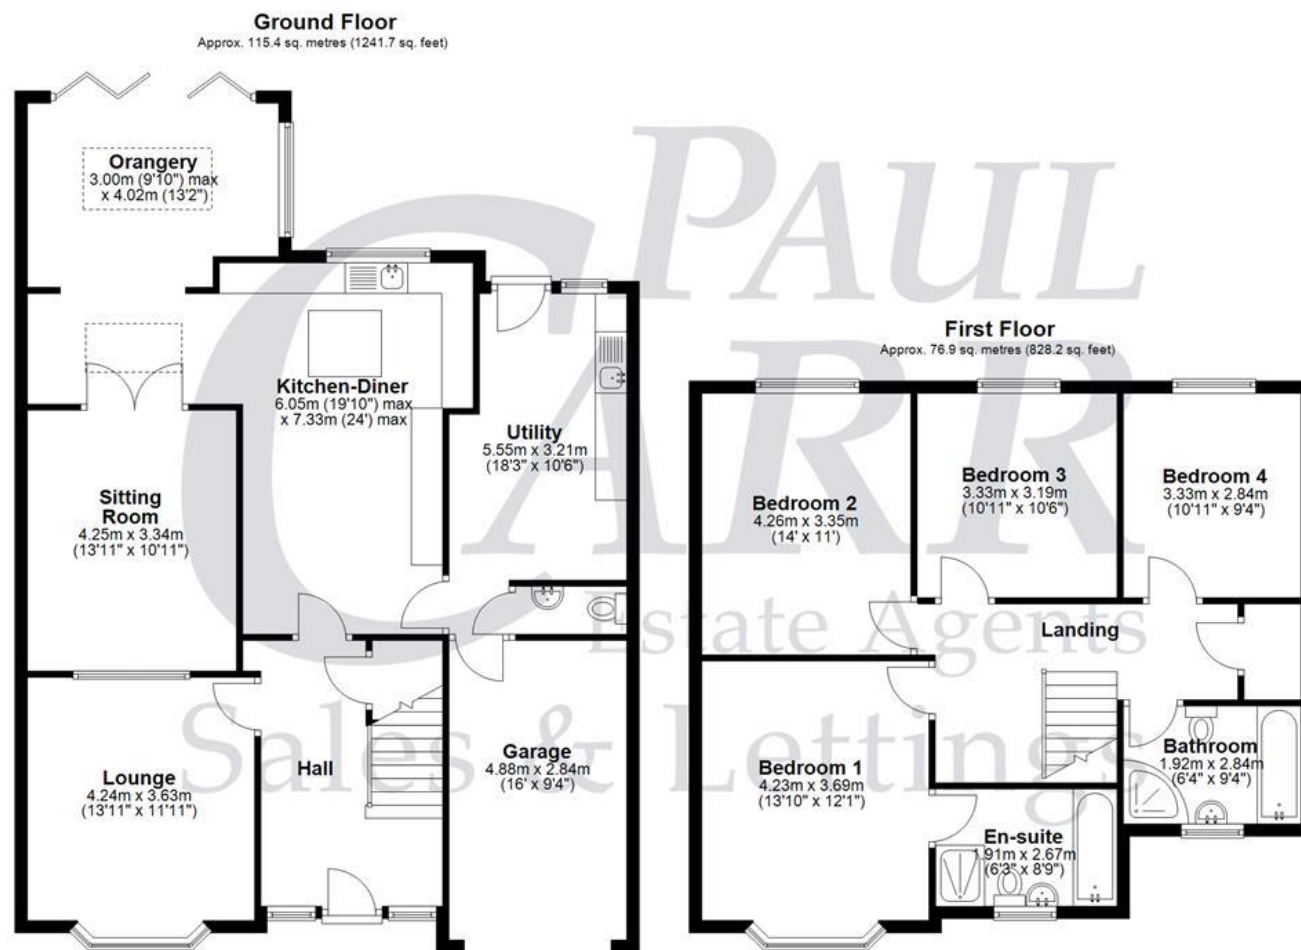 Ground Floor
Approx. 115.4 sq. metres (1241.7 sq. feet)
Orangery
3.00m (9'10") max
x 4.02m (13'2")
Kitchen-Diner
6.05m (19'10") max
x 7.33m (24') max
Utility
5.55m x 3.21m
(18'3" x 10'6")
Sitting
Room
4.25m x 3.34m
(13'11" x 10'11")
Lounge
4.24m x 3.63m
(13'11" x 11'11")
Hall
Garage
4.88m x 2.84m
(16' x 9'4")
First Floor
Approx. 76.9 sq. metres (828.2 sq. feet)
Bedroom 2
4.26m x 3.35m
(14' x 11')
Bedroom 3
3.33m x 3.19m
(10'11" x 10'6")
Bedroom 4
3.33m x 2.84m
(10'11" x 9'4")
Landing
Bedroom 1
4.23m x 3.69m
(13'10" x 12'1")
Bathroom
1.92m x 2.84m
(6'4" x 9'4")
En-suite
1.91m x 2.67m
(6'3" x 8'9")
PAUL
CARR
Estate Agents
Sales & Lettings